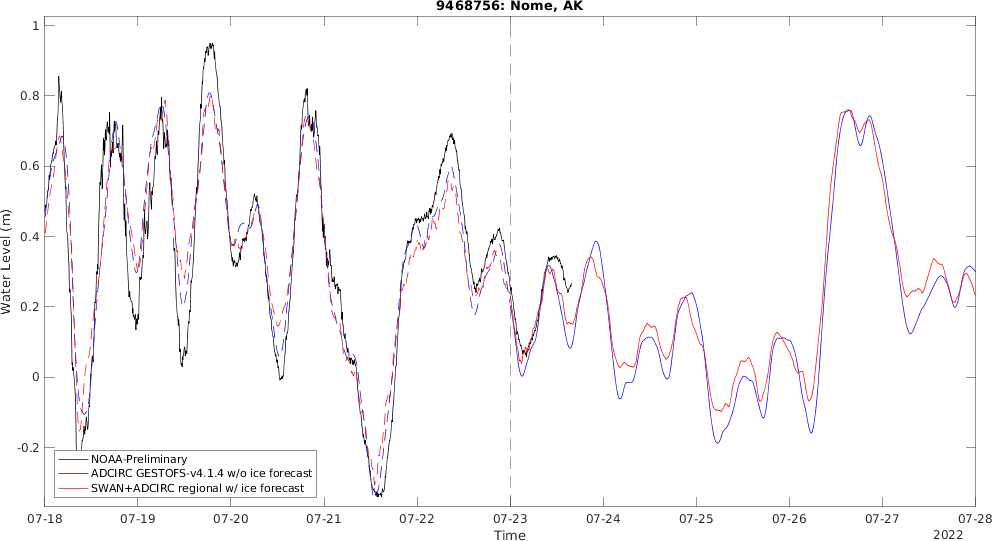 9468756: Nome, AK
Water Level (m)
1
0.8
0.6
0.4
0.2
0
-0.2
NOAA-Preliminary
ADCIRC GESTOFS-v4.1.4 w/o ice forecast
SWAN+ADCIRC regional w/ ice forecast
07-18 07-19 07-20 07-21 07-22 07-23 07-24 07-25 07-26 07-27 07-28
Time
2022